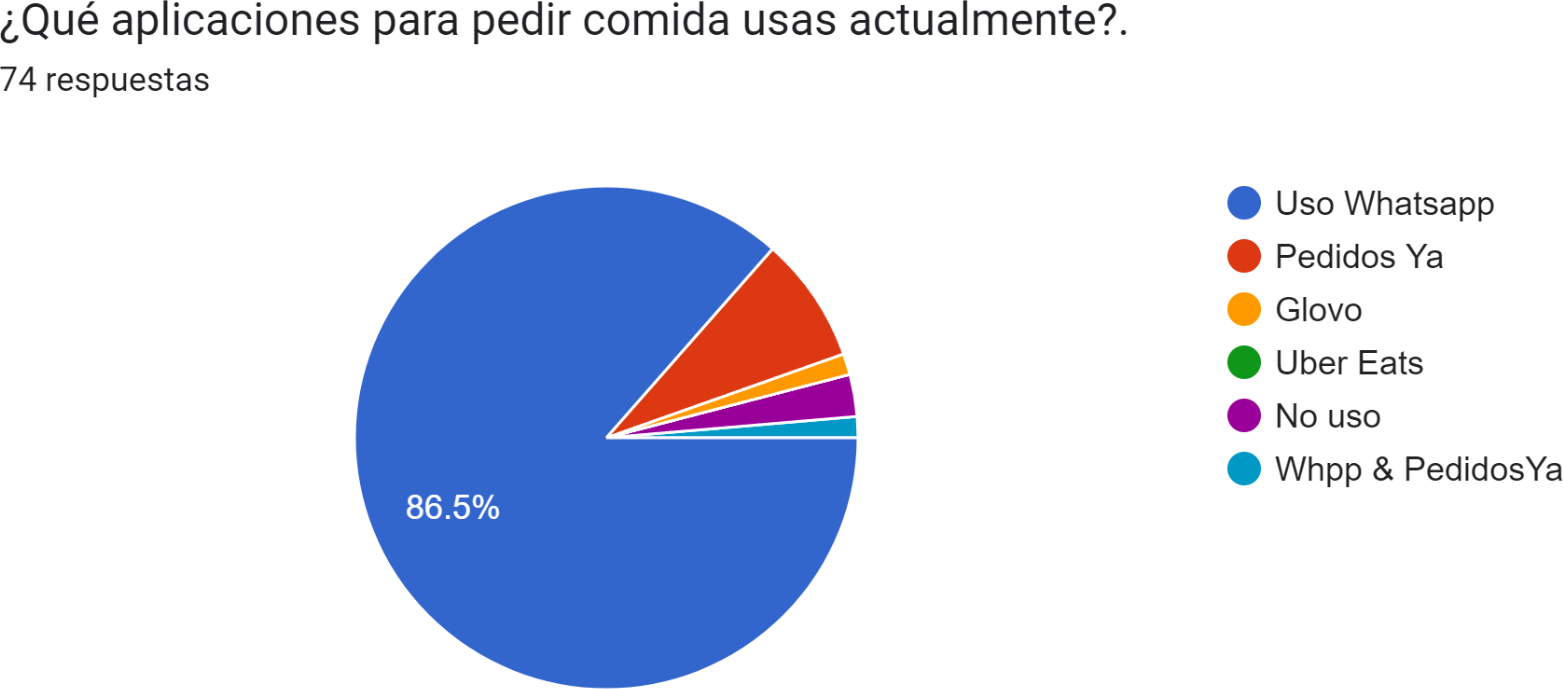 ¿Qué aplicaciones para pedir comida usas actualmente?.
74 respuestas
86.5%
Uso Whatsapp
Pedidos Ya
Glovo
Uber Eats
No uso
Whpp & PedidosYa